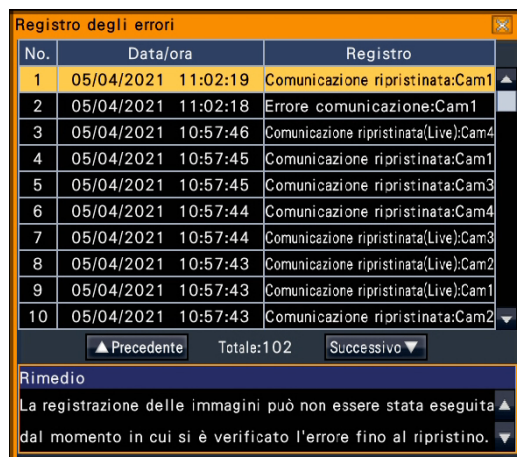 Registro degli errori
No. Data/ora Registro
1 05/04/2021 11:02:19 Comunicazione ripristinata:Cam1
2 05/04/2021 11:02:18 Errore comunicazione:Cam1
3 05/04/2021 10:57:46 Comunicazione ripristinata(Live):Cam4
4 05/04/2021 10:57:45 Comunicazione ripristinata:Cam1
5 05/04/2021 10:57:45 Comunicazione ripristinata:Cam3
6 05/04/2021 10:57:44 Comunicazione ripristinata:Cam4
7 05/04/2021 10:57:44 Comunicazione ripristinata(Live):Cam3
8 05/04/2021 10:57:43 Comunicazione ripristinata(Live):Cam2
9 05/04/2021 10:57:43 Comunicazione ripristinata(Live):Cam1
10 05/04/2021 10:57:43 Comunicazione ripristinata:Cam2
▲Precedente Totale:102 Successivo▼
Rimedio
La registrazione delle immagini può non essere stata eseguita
dal momento in cui si è verificato l'errore fino al ripristino.